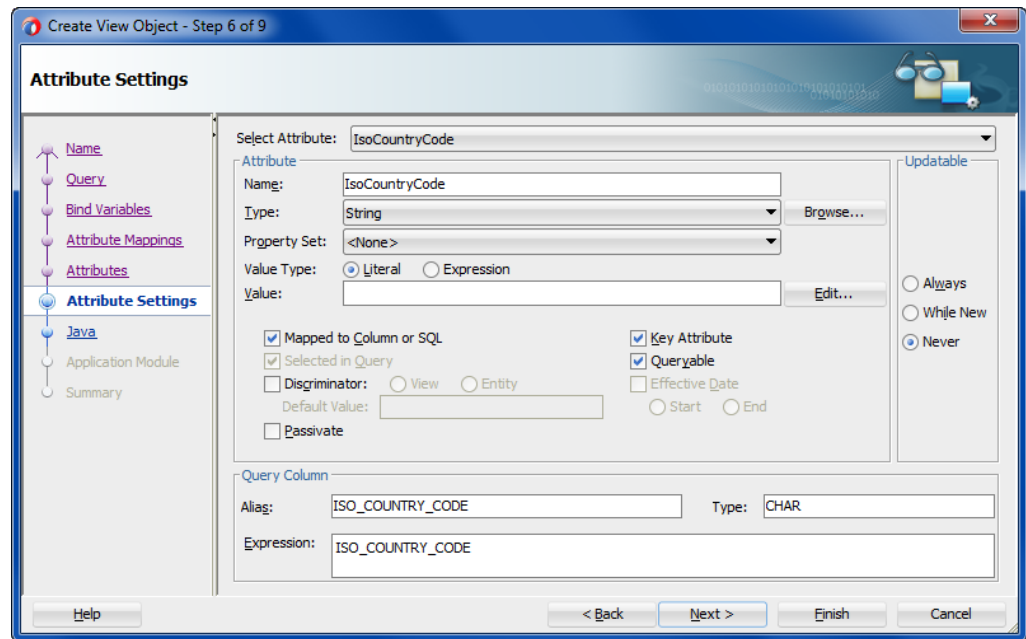 Create View Object - Step 6 of 9
Attribute Settings
Name
Query
Bind Variables
Attribute Mappings
Attributes
Attribute Settings
Java
Application Module
Summary
Select Attribute: IsoCountryCode
Attribute
Name: IsoCountryCode
Type: String Browse...
Property Set: <None>
Value Type: Literal Expression
Value: Edit...
Mapped to Column or SQL Key Attribute
Selected in Query Queryable
Discriminator: View Entity Effective Date
Default Value: Start End
Passivate
Updatable
Always
While New
Never
Query Column
Alias: ISO_COUNTRY_CODE Type: CHAR
Expression: ISO_COUNTRY_CODE
Help < Back Next > Finish Cancel